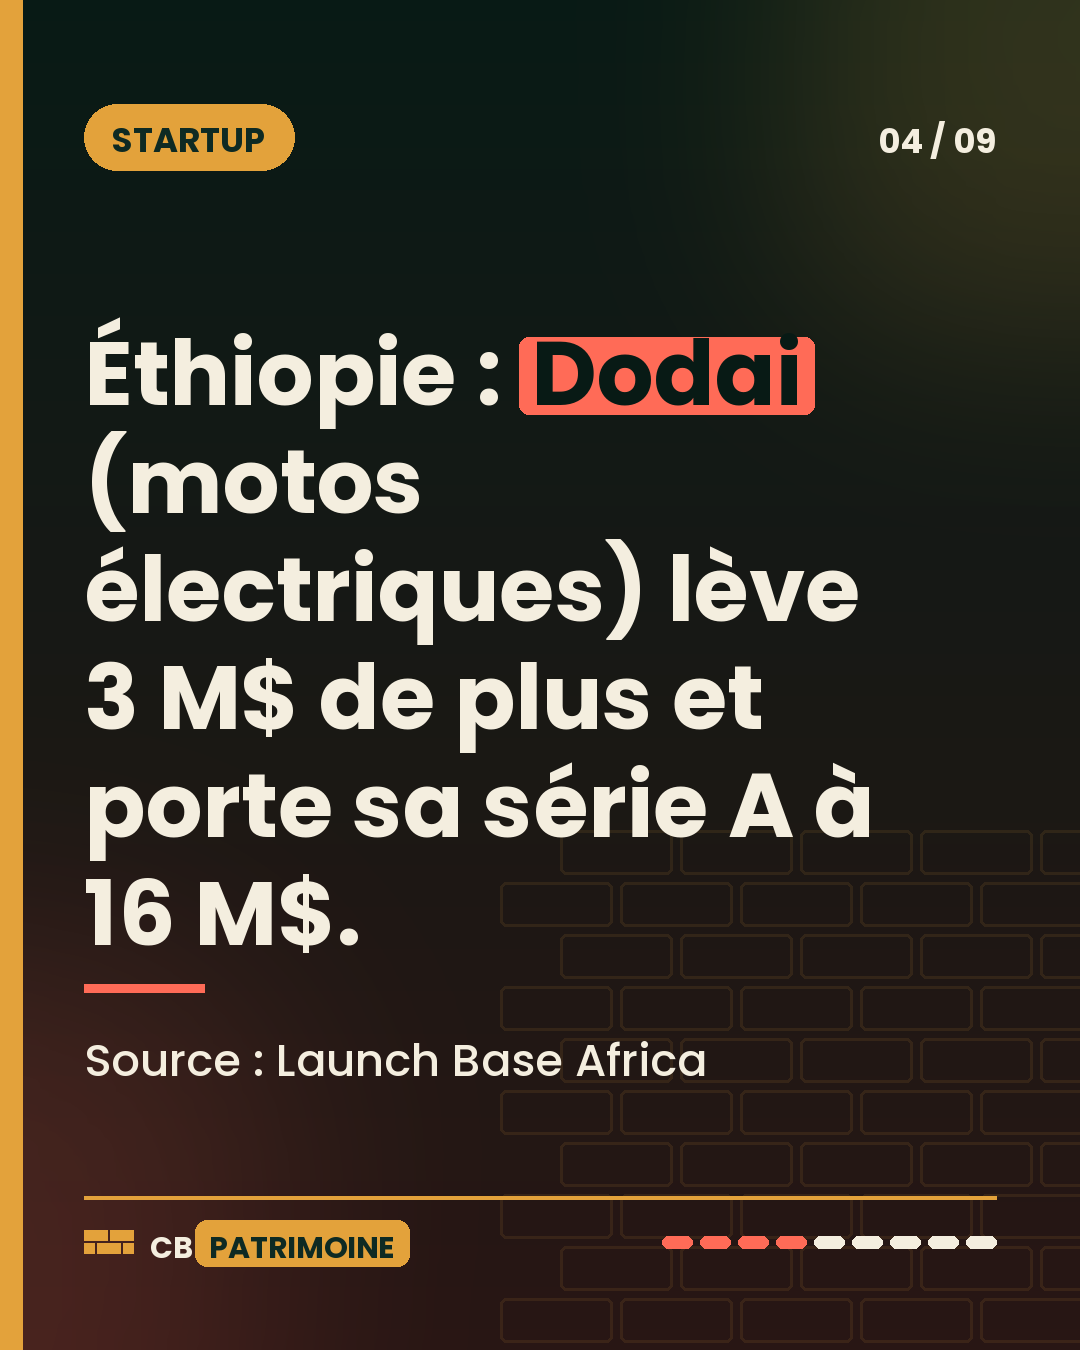 STARTUP
04 / 09
Éthiopie : Dodai
(motos
électriques) lève
3 M$ de plus et
porte sa série A à
16 M$.
Source : Launch Base Africa
CB PATRIMOINE